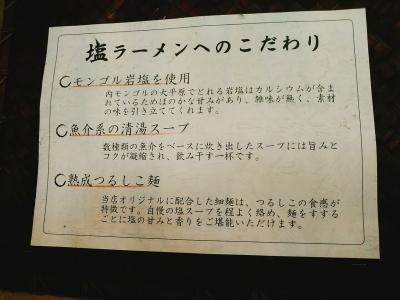 塩ラーメンへのこだわり
〇モンゴル岩塩を使用
内モンゴルの大平原でとれる岩塩はカルシウムが含ま
れているためほのかな甘みがあり、雑味が無く、素材
の味を引き立ててくれます。
〇魚介系の清湯スープ
数種類の魚介をベースに炊き出したスープには旨みと
コクが凝縮され、飲み干す一杯です。
〇熟成つるしこ麺
当店オリジナルに配合した細麺は、つるしこの食感が
特徴です。自慢の塩スープを程よく絡め、麺をすする
ごとに塩の甘みと香りをご堪能いただけます。